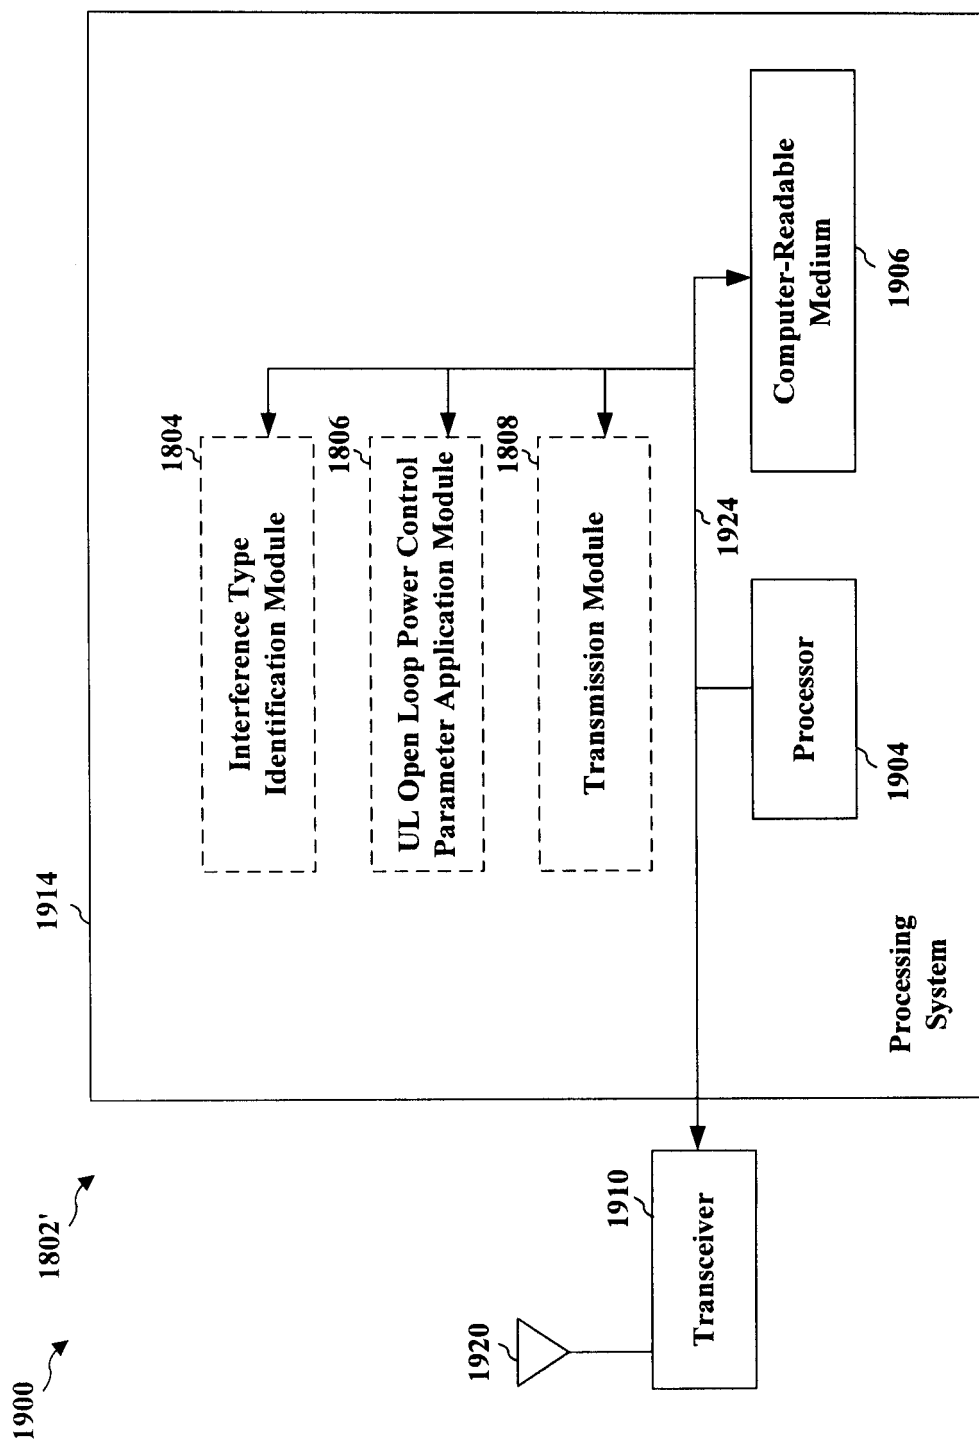 1900
1802'
1914
1804
Interference Type
Identification Module
1806
UL Open Loop Power Control
Parameter Application Module
1808
Transmission Module
1920
1910
Transceiver
1924
Processor
1904
Computer-Readable
Medium
1906
Processing
System